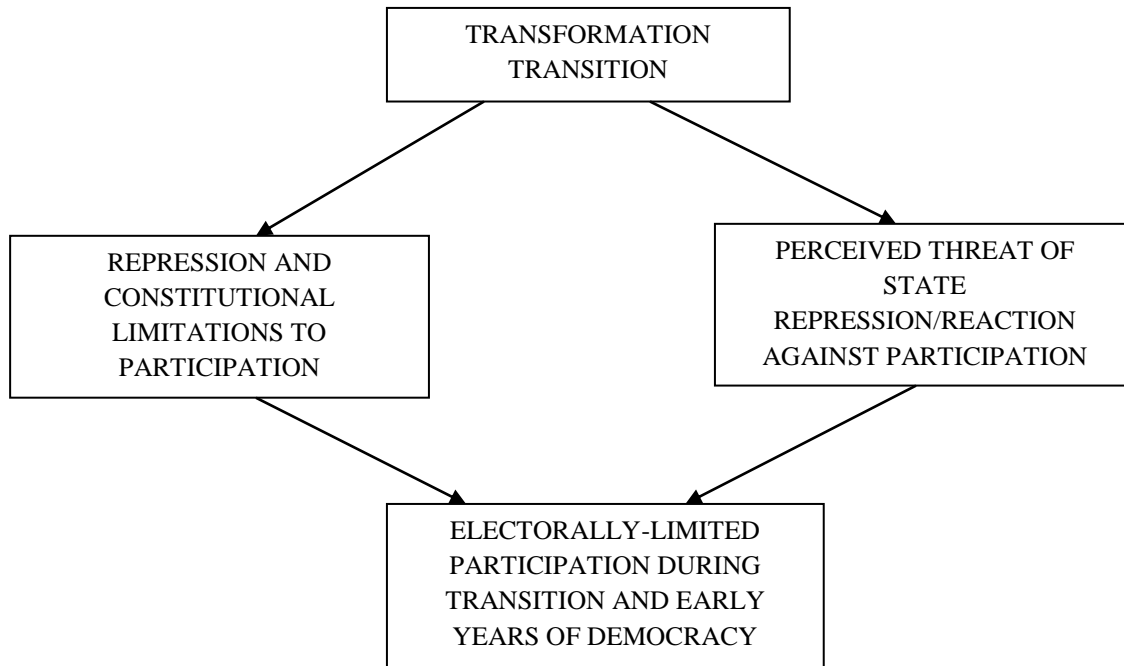 TRANSFORMATION
TRANSITION
REPRESSION AND
CONSTITUTIONAL
LIMITATIONS TO
PARTICIPATION
PERCEIVED THREAT OF
STATE
REPRESSION/REACTION
AGAINST PARTICIPATION
ELECTORALLY-LIMITED
PARTICIPATION DURING
TRANSITION AND EARLY
YEARS OF DEMOCRACY